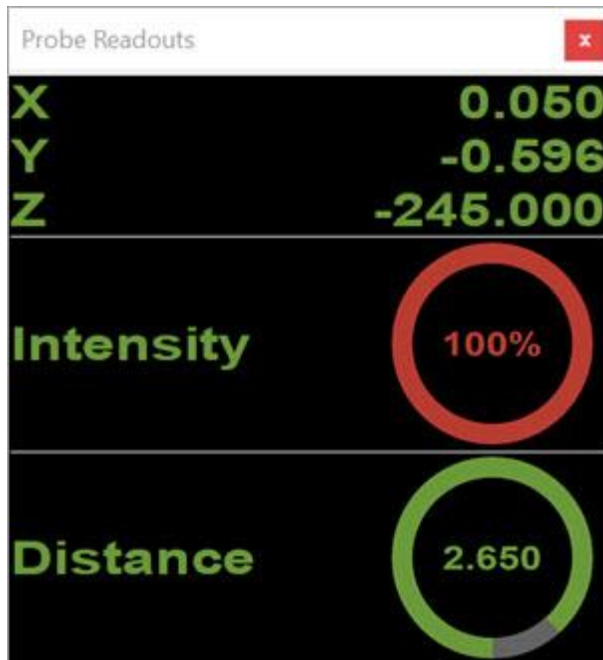 Probe Readouts x
X 0.050
Y -0.596
Z -245.000
Intensity 100%
Distance 2.650